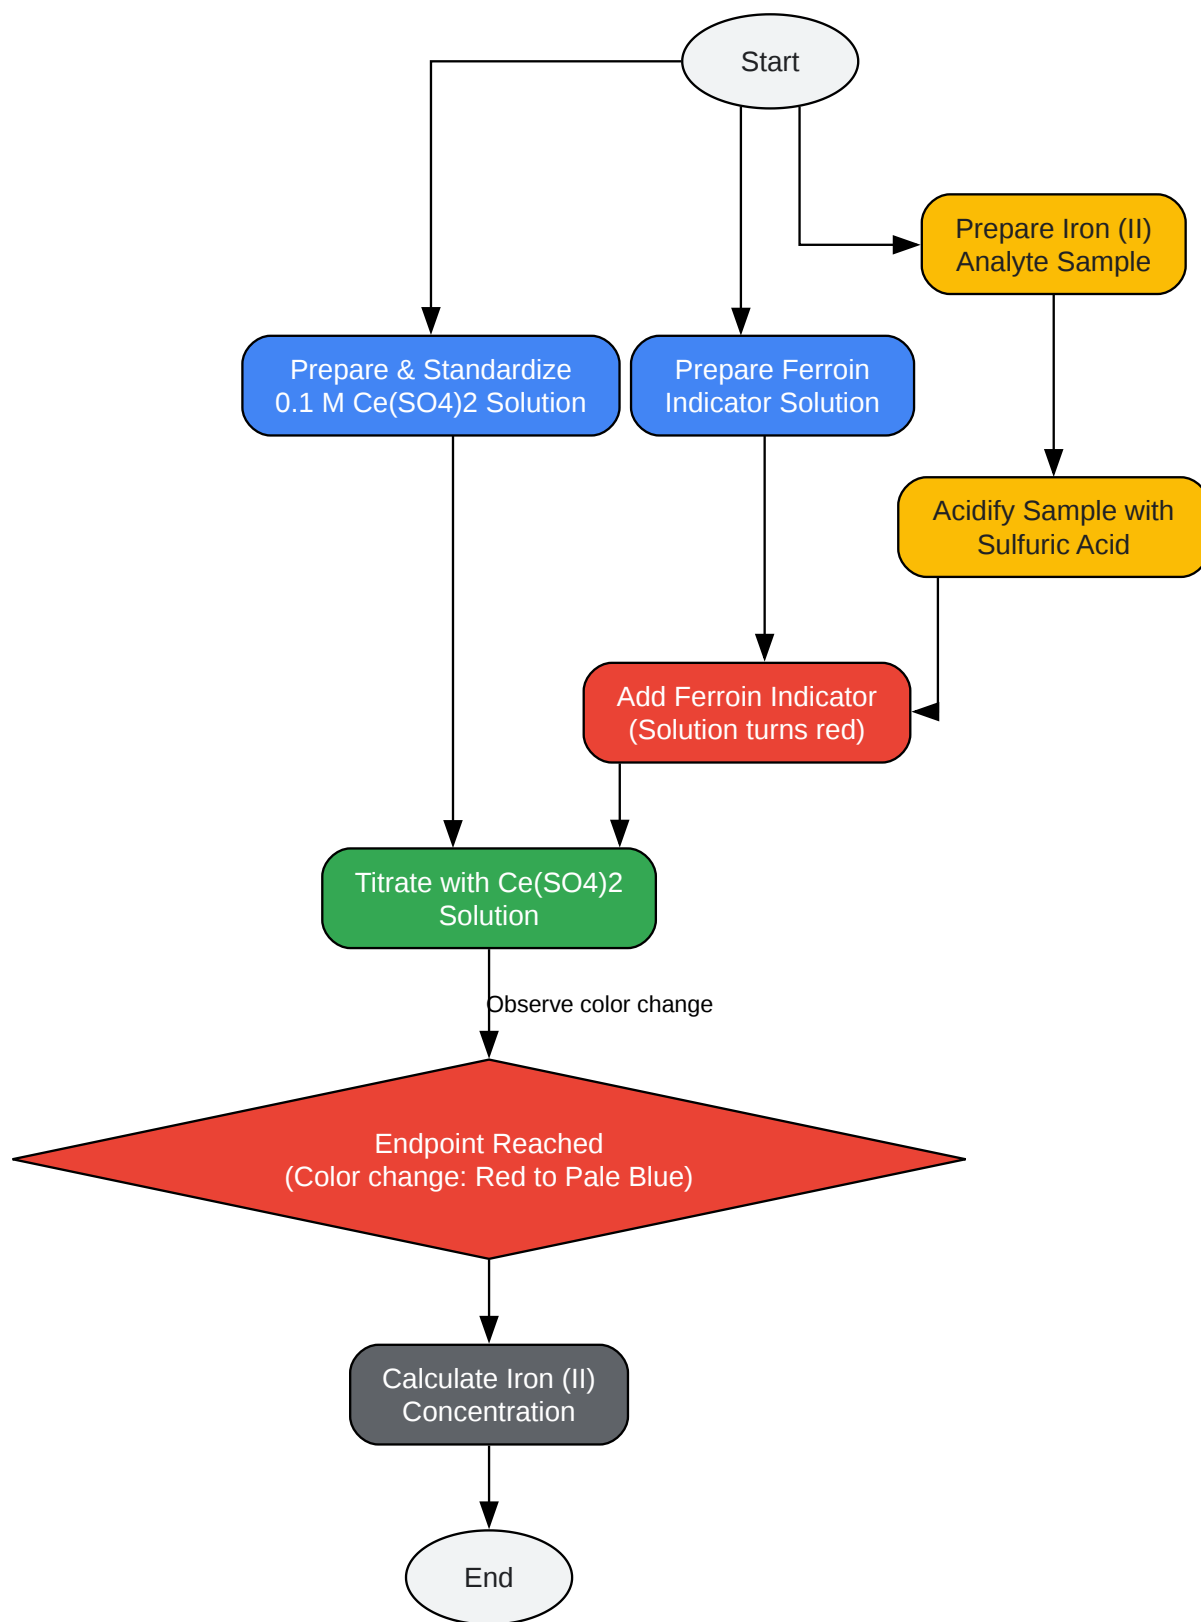 Start
Prepare Iron (II)
Analyte Sample
Prepare & Standardize
0.1 M Ce(SO4)2 Solution
Prepare Ferroin
Indicator Solution
Acidify Sample with
Sulfuric Acid
Add Ferroin Indicator
(Solution turns red)
Titrate with Ce(SO4)2
Solution
Observe color change
Endpoint Reached
(Color change: Red to Pale Blue)
Calculate Iron (II)
Concentration
End